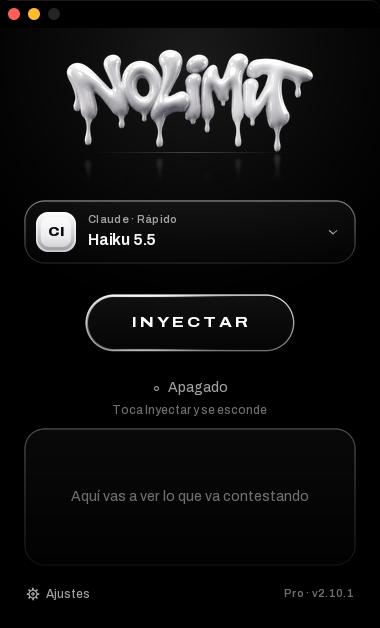 NOLiMiT
CI
Claude · Rápido
Haiku 5.5
INYECTAR
Apagado
Toca Inyectar y se esconde
Aquí vas a ver lo que va contestando
Ajustes
Pro · v2.10.1